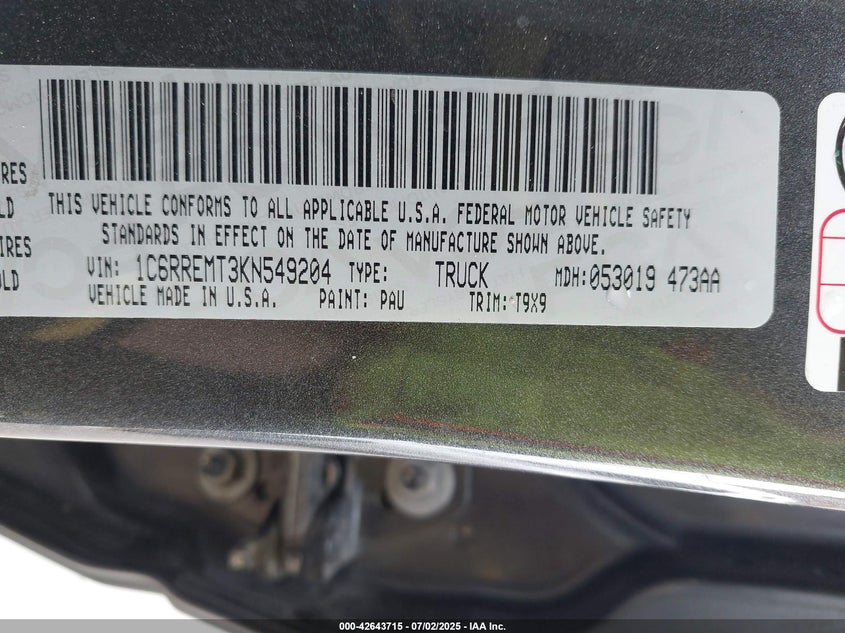 RES
LD
IRES
OLD
THIS VEHICLE CONFORMS TO ALL APPLICABLE U.S.A. FEDERAL MOTOR VEHICLE SAFETY
STANDARDS IN EFFECT ON THE DATE OF MANUFACTURE SHOWN ABOVE.
VIN: 1C6RREMT3KN549204 TYPE: TRUCK MDH:053019 473AA
VEHICLE MADE IN U.S.A. PAINT: PAU TRIM: T9X9
000-42643715 - 07/02/2025 - IAA Inc.